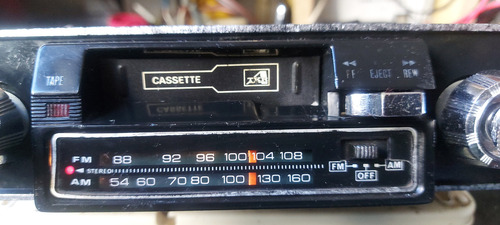 TAPE
CASSETTE
FF EJECT REW
FM 88 92 96 100 104 108
STEREO
AM 54 60 70 80 100 130 160
FM AM
OFF